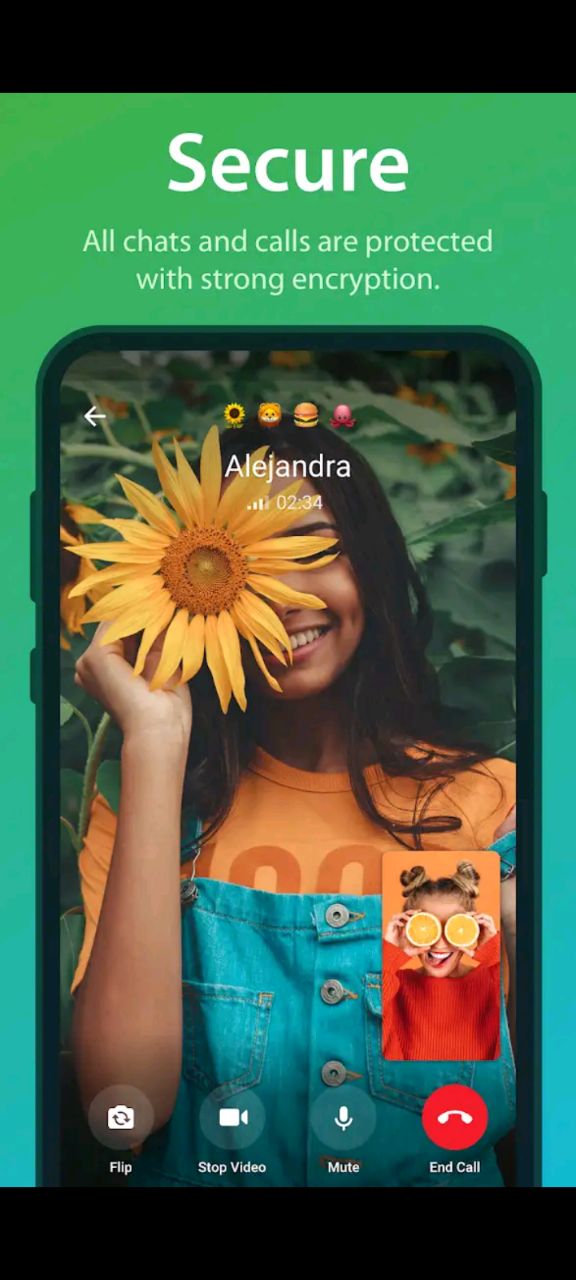 Secure
All chats and calls are protected
with strong encryption.
Alejandra
02:34
Flip
Stop Video
Mute
End Call